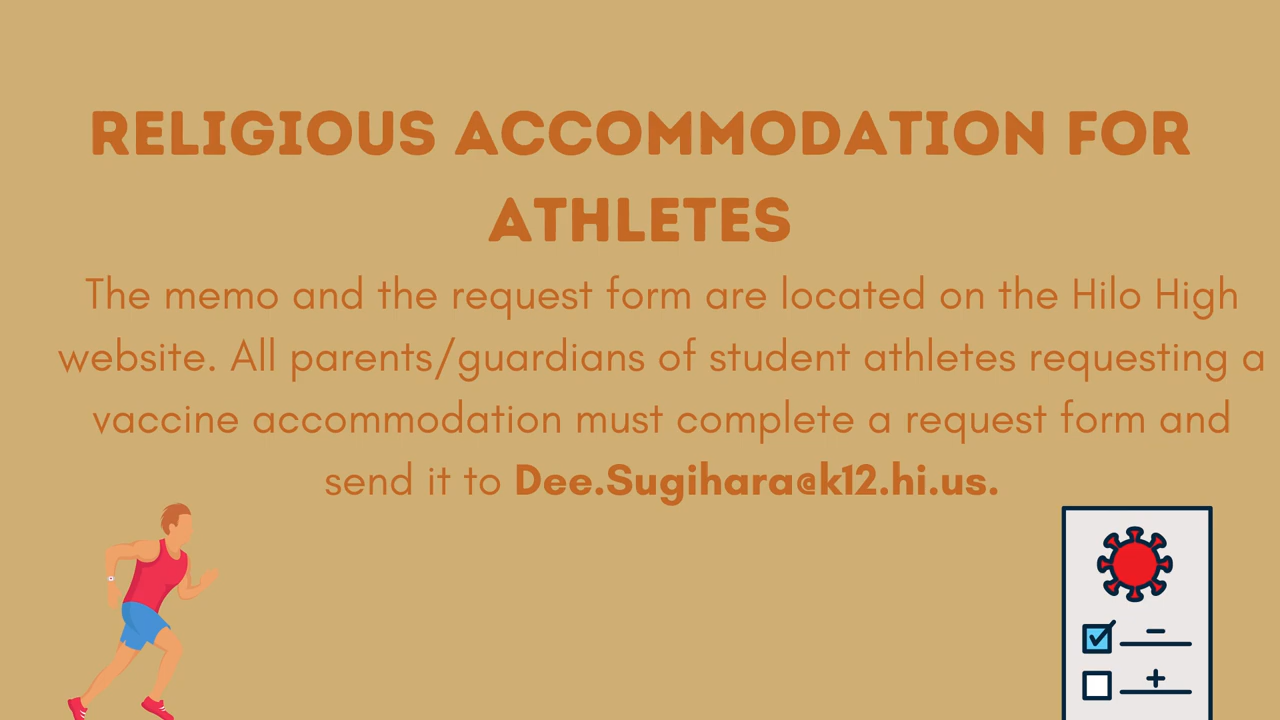 RELIGIOUS ACCOMMODATION FOR
ATHLETES
The memo and the request form are located on the Hilo High
website. All parents/guardians of student athletes requesting a
vaccine accommodation must complete a request form and
send it to Dee.Sugihara@k12.hi.us.